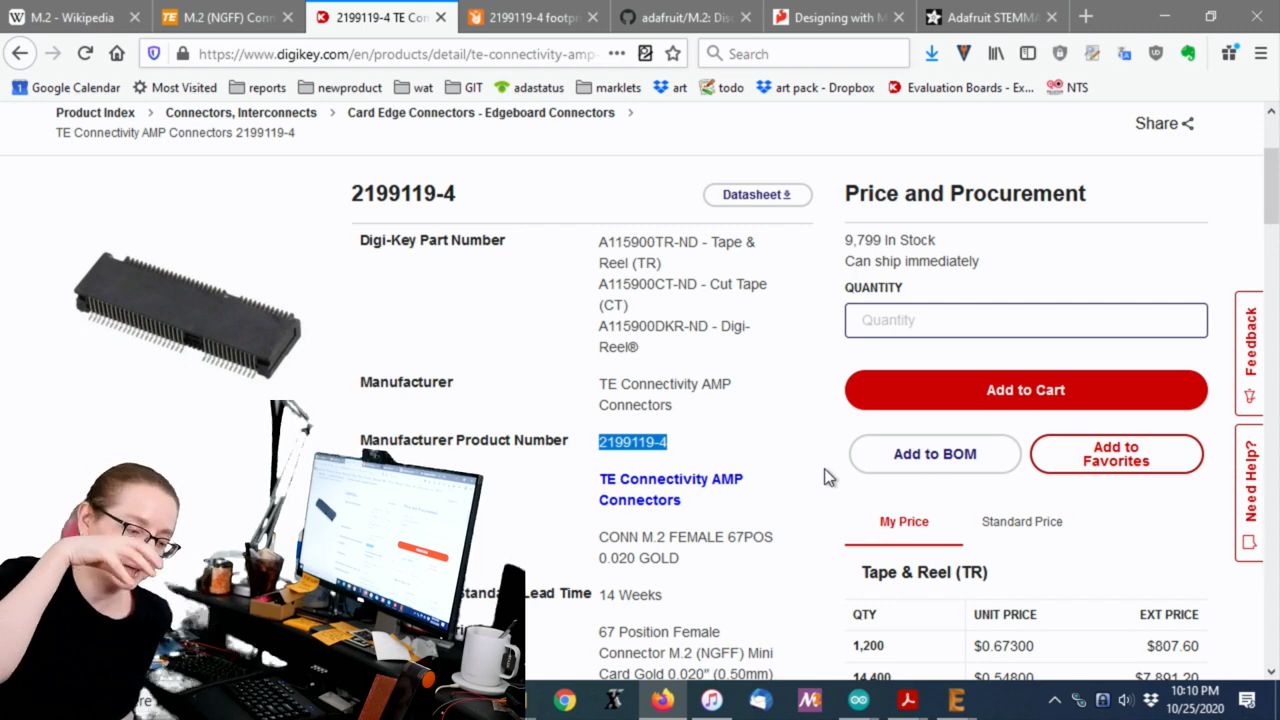 M.2 - Wikipedia
TE M.2 (NGFF) Conn
2199119-4 TE Con
2199119-4 footpr
adafruit/M.2: Dis
Designing with M
Adafruit STEMMA
https://www.digikey.com/en/products/detail/te-connectivity-amp-
Search
Google Calendar
Most Visited
reports
newproduct
wat
GIT
adastatus
marklets
art
todo
art pack - Dropbox
Evaluation Boards - Ex...
NTS
Product Index > Connectors, Interconnects > Card Edge Connectors - Edgeboard Connectors >
TE Connectivity AMP Connectors 2199119-4
Share
2199119-4
Datasheet
Digi-Key Part Number
A115900TR-ND - Tape &
Reel (TR)
A115900CT-ND - Cut Tape
(CT)
A115900DKR-ND - Digi-
Reel®
Manufacturer
TE Connectivity AMP
Connectors
Manufacturer Product Number
2199119-4
TE Connectivity AMP
Connectors
CONN M.2 FEMALE 67POS
0.020 GOLD
Lead Time
14 Weeks
67 Position Female
Connector M.2 (NGFF) Mini
Card Gold 0.020" (0.50mm)
Price and Procurement
9,799 In Stock
Can ship immediately
QUANTITY
Quantity
Add to Cart
Add to BOM
Add to
Favorites
My Price
Standard Price
Tape & Reel (TR)
QTY UNIT PRICE EXT PRICE
1,200 $0.67300 $807.60
14,400 $0.54800 $7,891.20
Feedback
Need Help?
10:10 PM
10/25/2020